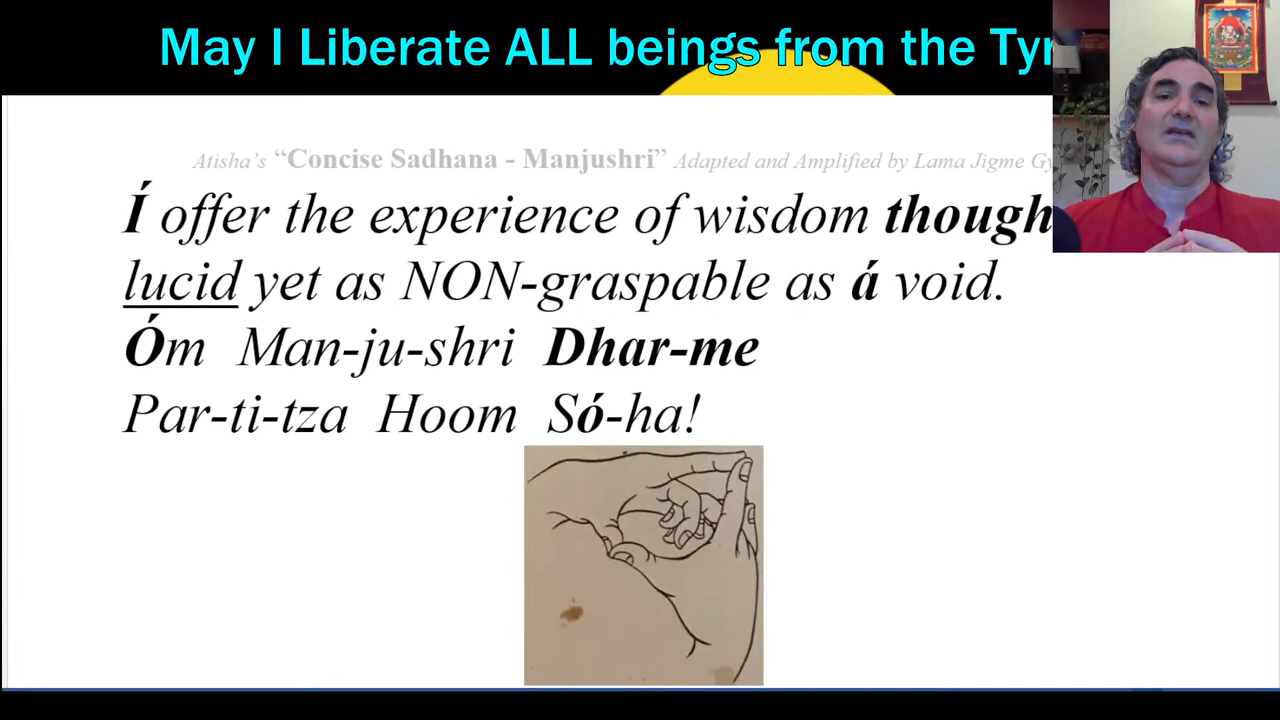 May I Liberate ALL beings from the
Atisha's “Concise Sadhana - Manjushri” Adapted and Amplified by Lama Jigme
Í offer the experience of wisdom though
lucid yet as NON-graspable as á void.
Óm Man-ju-shri Dhar-me
Par-ti-tza Hoom Só-ha!